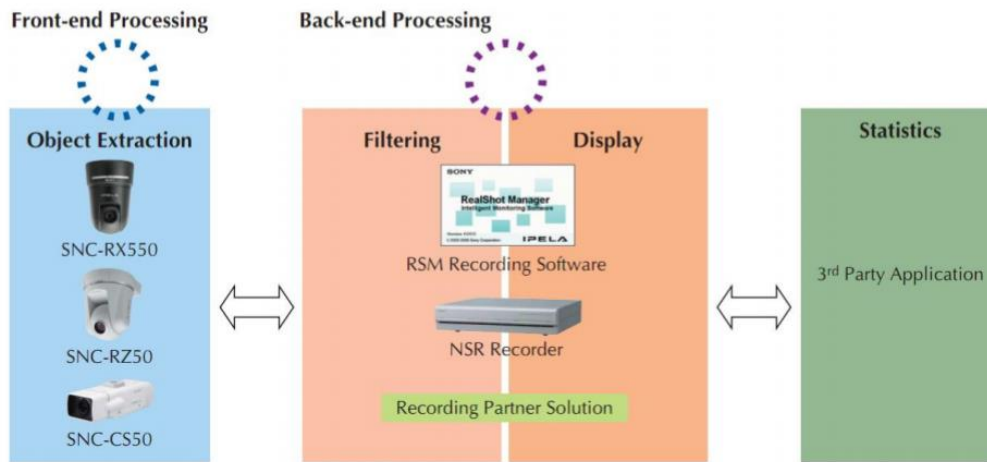 Front-end Processing
Back-end Processing
Object Extraction
SNC-RX550
SNC-RZ50
SNC-CS50
Filtering
Display
SONY
RealShot Manager
Intelligent Monitoring Software
IPELA
RSM Recording Software
NSR Recorder
Recording Partner Solution
Statistics
3rd Party Application